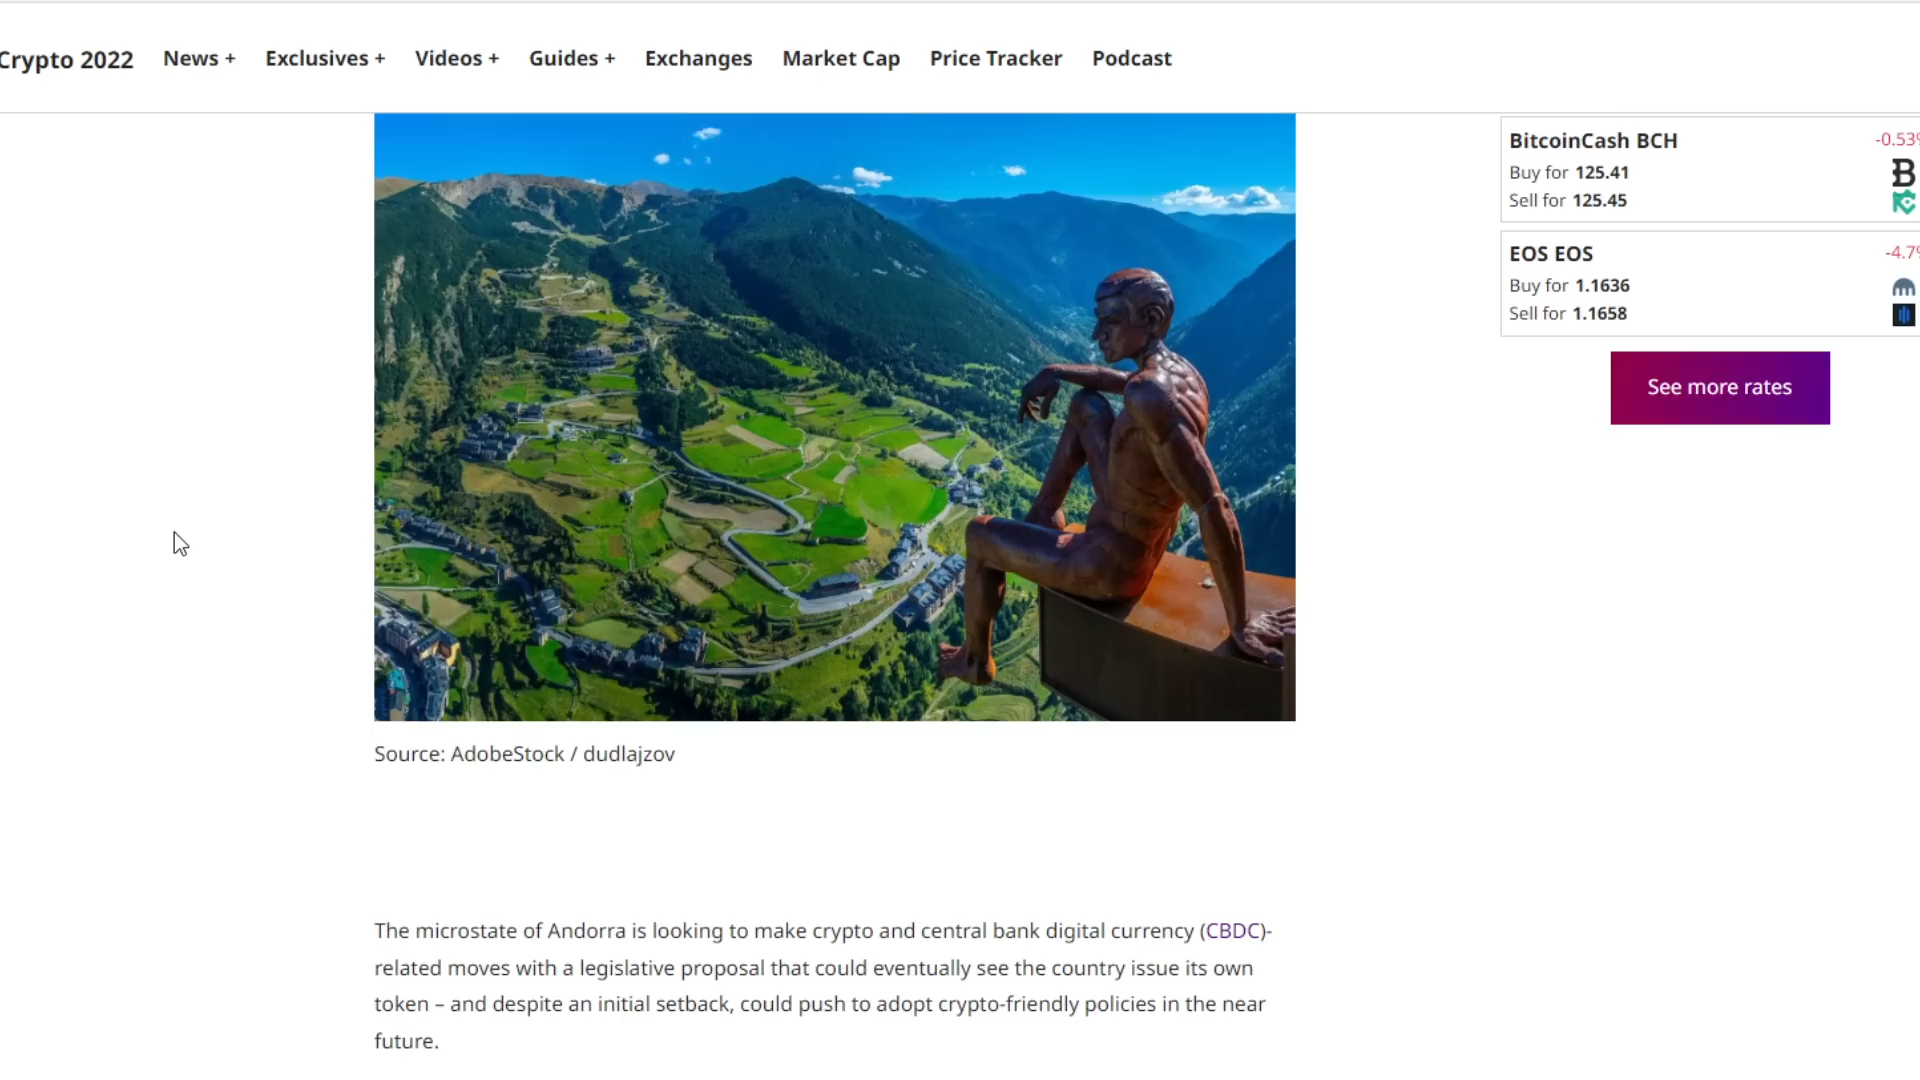 Crypto 2022 News + Exclusives + Videos + Guides + Exchanges Market Cap Price Tracker Podcast
BitcoinCash BCH -0.53%
Buy for 125.41
Sell for 125.45
EOS EOS -4.7%
Buy for 1.1636
Sell for 1.1658
See more rates
Source: AdobeStock / dudlajzov
The microstate of Andorra is looking to make crypto and central bank digital currency (CBDC)-
related moves with a legislative proposal that could eventually see the country issue its own
token – and despite an initial setback, could push to adopt crypto-friendly policies in the near
future.